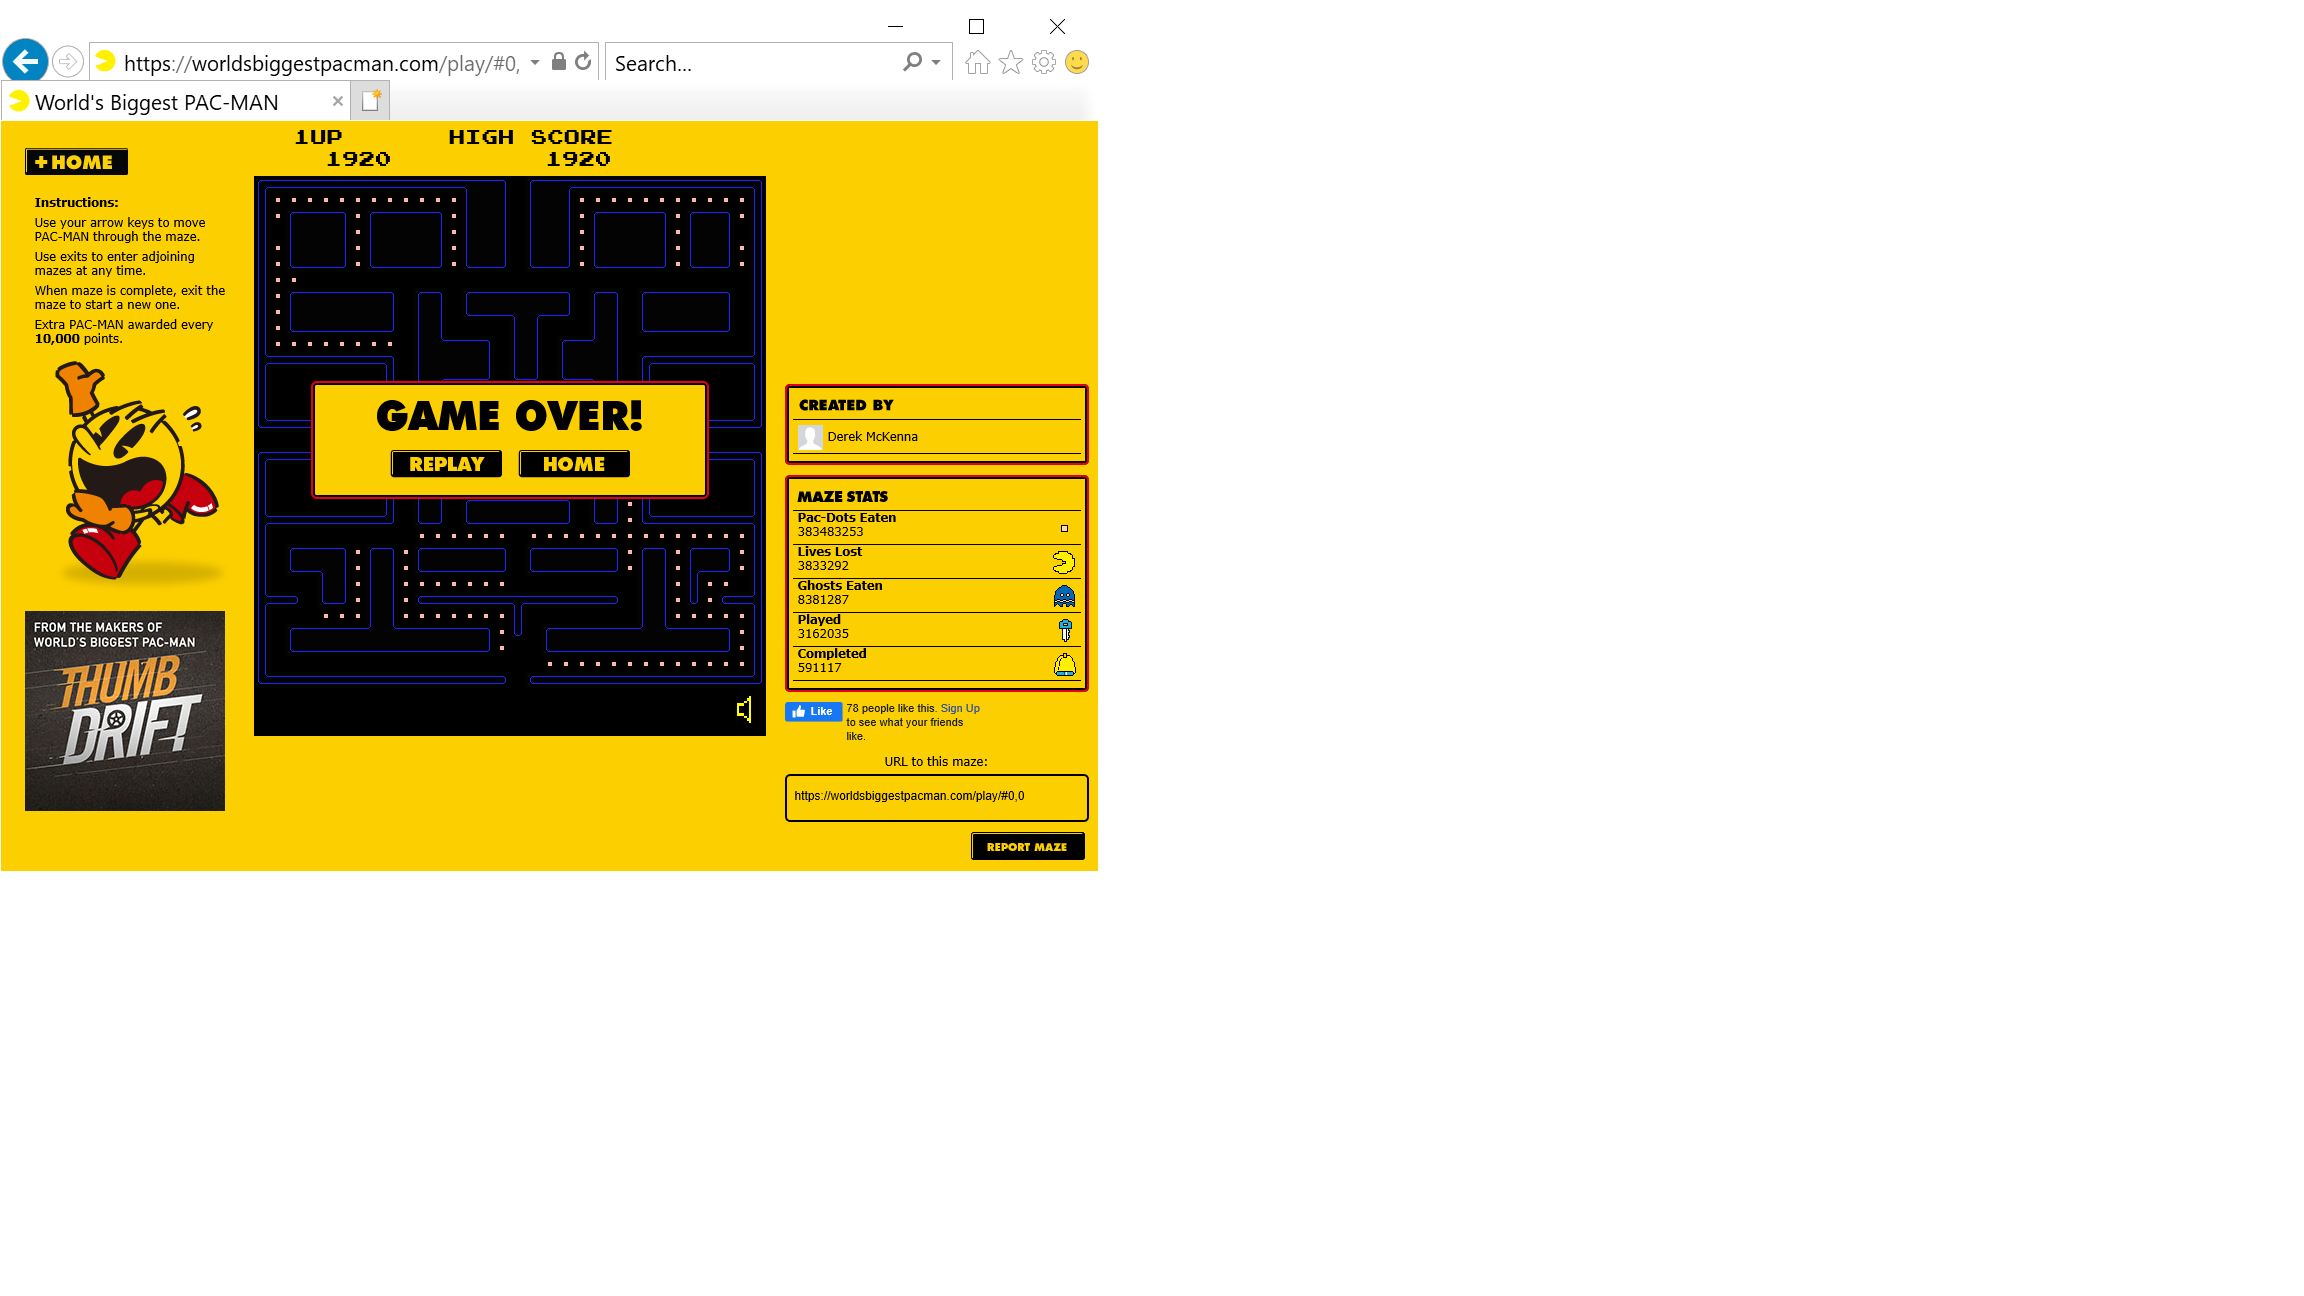 https://worldsbiggestpacman.com/play/#0,
Search...
World's Biggest PAC-MAN
1UP HIGH SCORE
1920 1920
+ HOME
Instructions:
Use your arrow keys to move
PAC-MAN through the maze.
Use exits to enter adjoining
mazes at any time.
When maze is complete, exit the
maze to start a new one.
Extra PAC-MAN awarded every
10,000 points.
FROM THE MAKERS OF
WORLD'S BIGGEST PAC-MAN
THUMB
DRIFT
GAME OVER!
REPLAY HOME
CREATED BY
Derek McKenna
MAZE STATS
Pac-Dots Eaten
383483253
Lives Lost
3833292
Ghosts Eaten
8381287
Played
3162035
Completed
591117
Like
78 people like this. Sign Up
to see what your friends
like.
URL to this maze:
https://worldsbiggestpacman.com/play/#0,0
REPORT MAZE